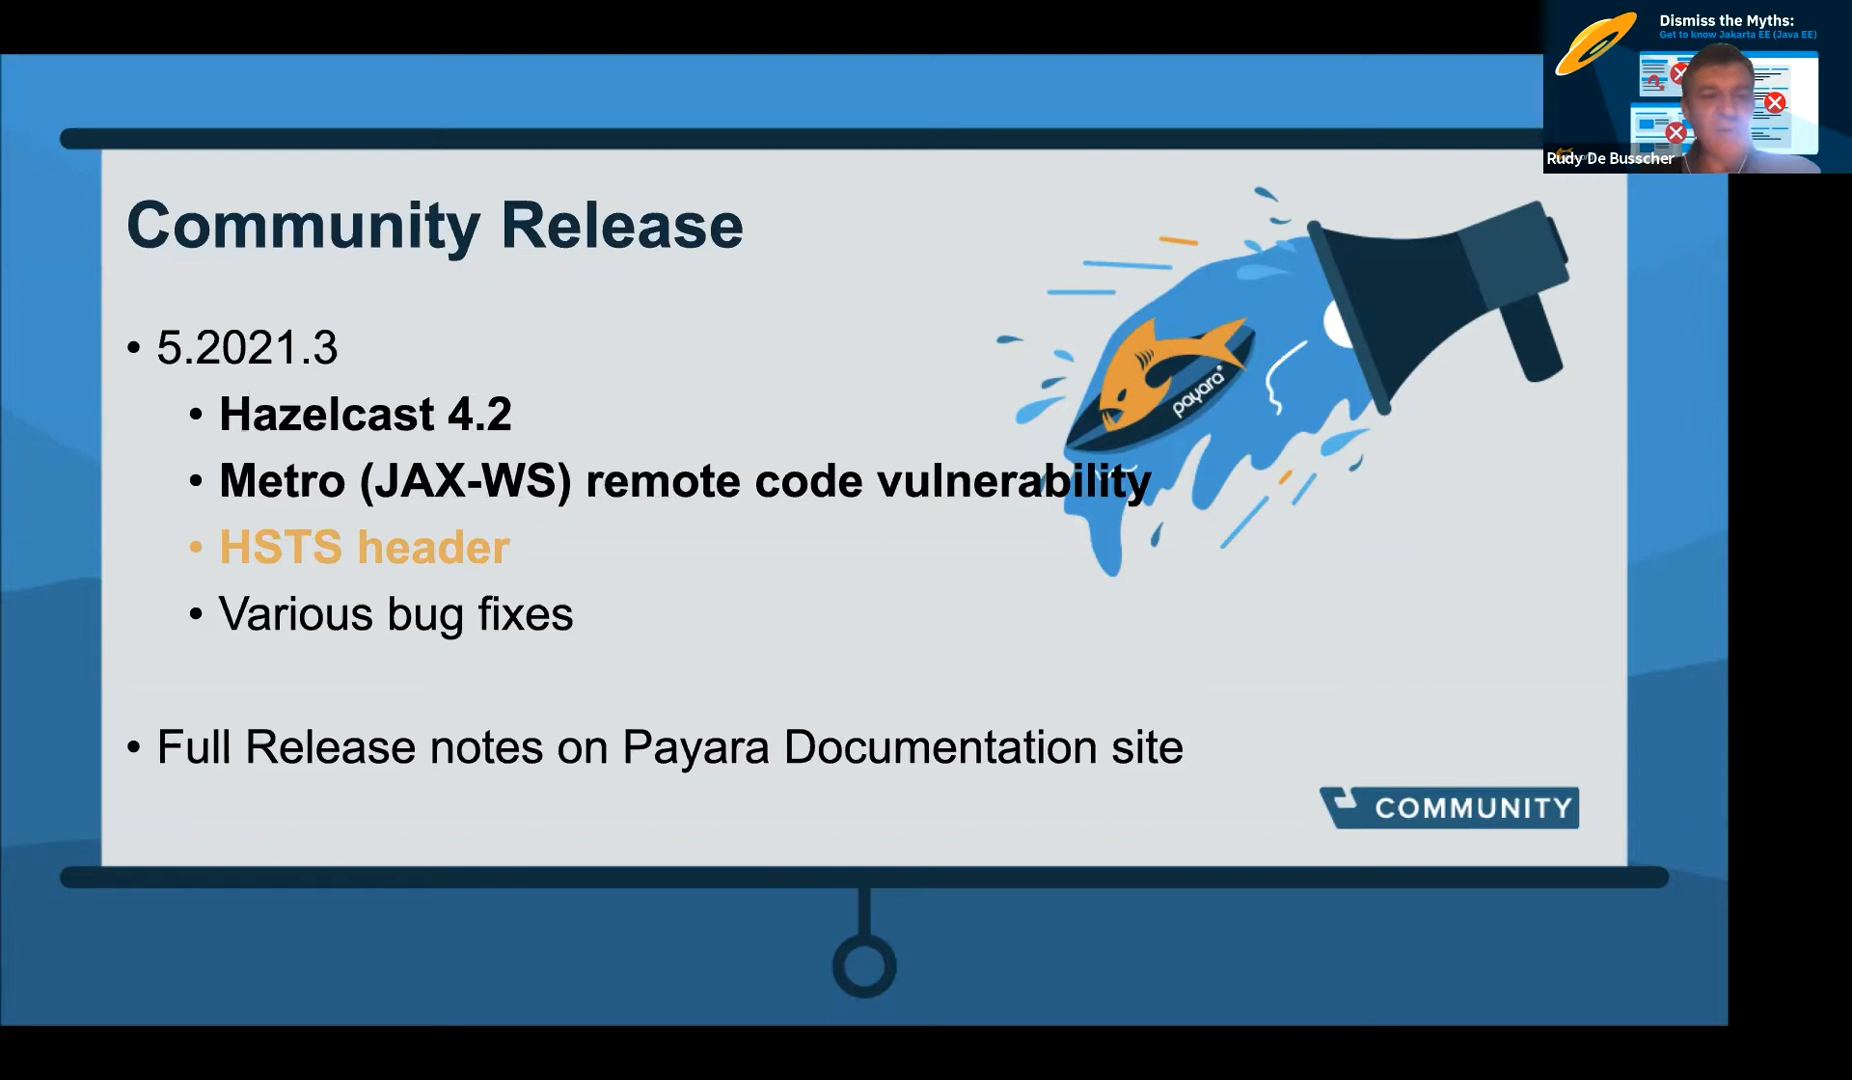 Dismiss the Myths:
Get to know Jakarta EE (Java EE)
Rudy De Busscher
Community Release
• 5.2021.3
• Hazelcast 4.2
• Metro (JAX-WS) remote code vulnerability
• HSTS header
• Various bug fixes
• Full Release notes on Payara Documentation site
payara®
COMMUNITY